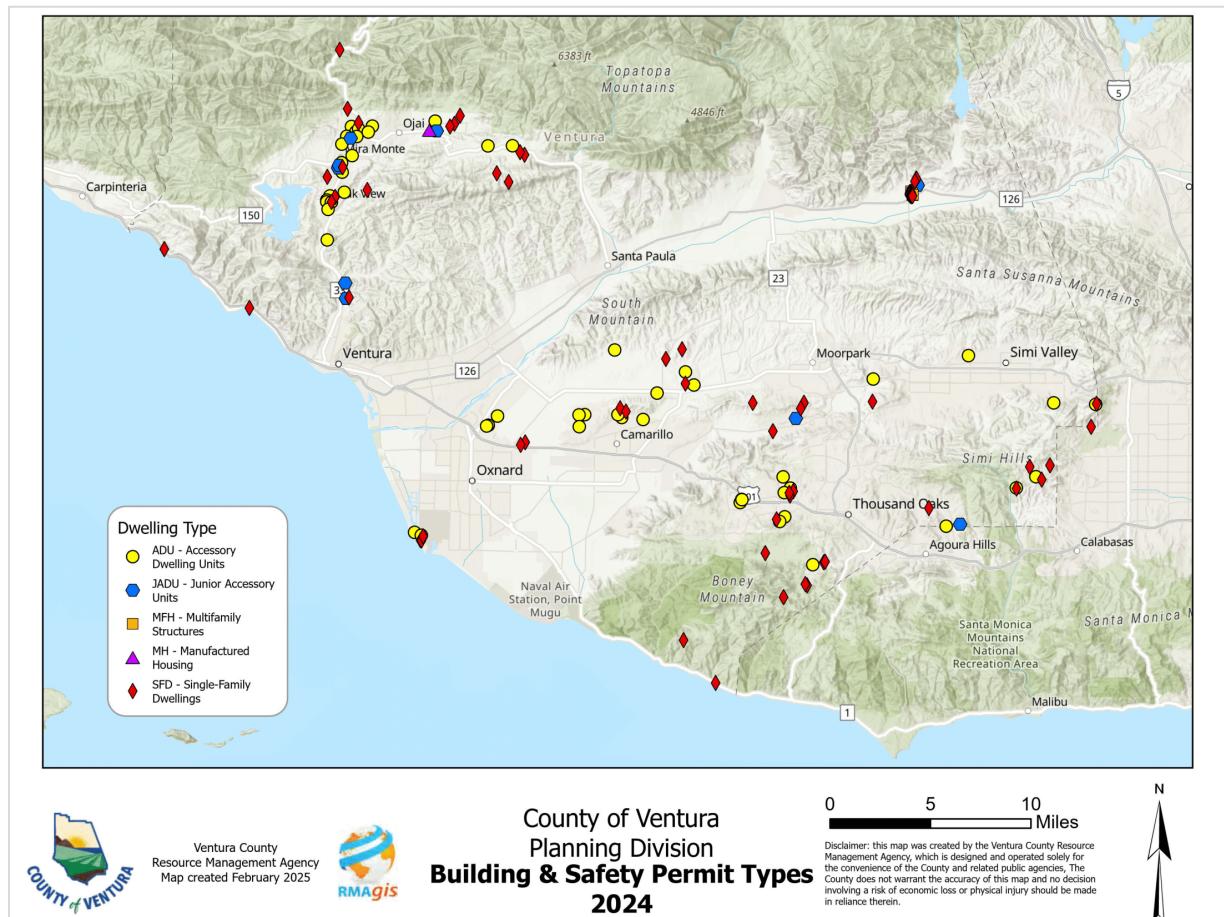 6383 ft
Topatopa
Mountains
4846 ft
5
Ojai
Ventura
Mira Monte
Carpinteria
150
126
Santa Paula
23
Santa Susanna Mountains
South
Mountain
Ventura
126
Moorpark
Simi Valley
Camarillo
Simi Hills
Oxnard
Thousand Oaks
Agoura Hills
Calabasas
Naval Air
Station, Point
Mugu
Boney
Mountain
Santa Monica
Mountains
National
Recreation Area
Santa Monica
Malibu
1
Dwelling Type
ADU - Accessory
Dwelling Units
JADU - Junior Accessory
Units
MFH - Multifamily
Structures
MH - Manufactured
Housing
SFD - Single-Family
Dwellings
COUNTY of VENTURA
Ventura County
Resource Management Agency
Map created February 2025
RMAgis
County of Ventura
Planning Division
Building & Safety Permit Types
2024
0 5 10
Miles
Disclaimer: this map was created by the Ventura County Resource
Management Agency, which is designed and operated solely for
the convenience of the County and related public agencies, The
County does not warrant the accuracy of this map and no decision
involving a risk of economic loss or physical injury should be made
in reliance therein.
N